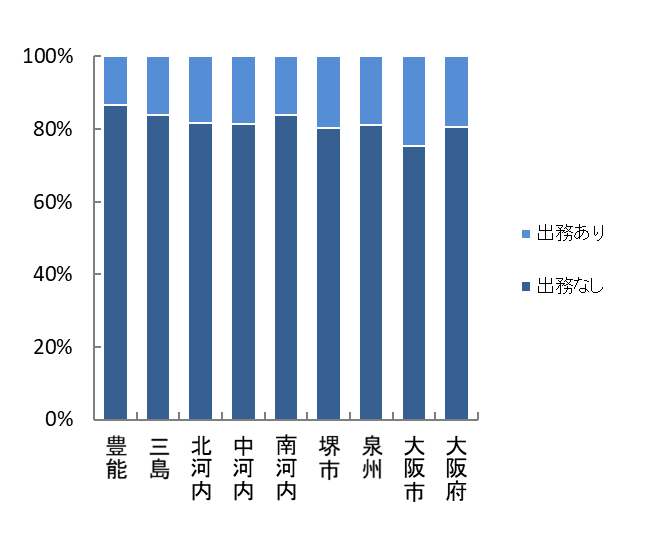 100%
80%
60%
40%
20%
0%
豊能
三島
北河内
中河内
南河内
堺市
泉州
大阪市
大阪府
出務あり
出務なし